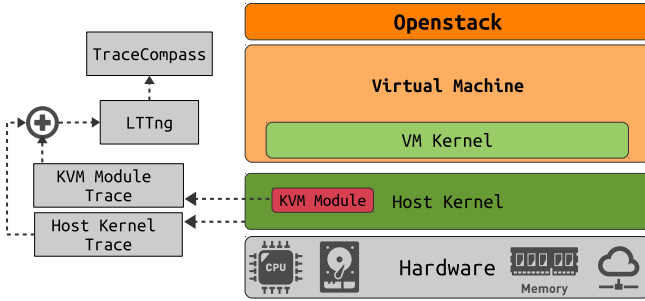 Openstack
TraceCompass
Virtual Machine
LTTng
VM Kernel
KVM Module
Trace
KVM Module
Host Kernel
Host Kernel
Trace
CPU
Hardware
Memory